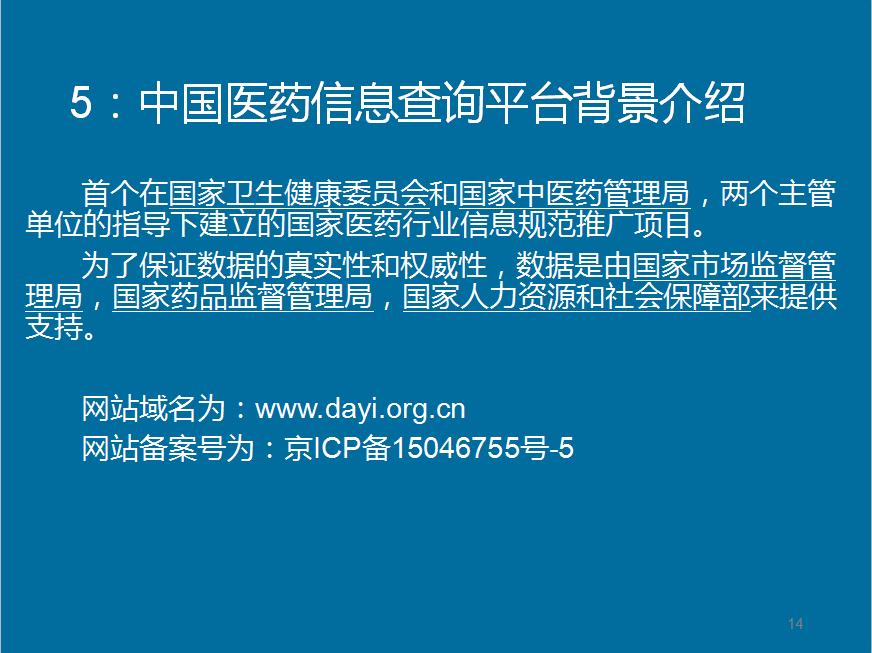 5：中国医药信息查询平台背景介绍
首个在国家卫生健康委员会和国家中医药管理局，两个主管
单位的指导下建立的国家医药行业信息规范推广项目。
为了保证数据的真实性和权威性，数据是由国家市场监督管
理局，国家药品监督管理局，国家人力资源和社会保障部来提供
支持。
网站域名为：www.dayi.org.cn
网站备案号为：京ICP备15046755号-5
14